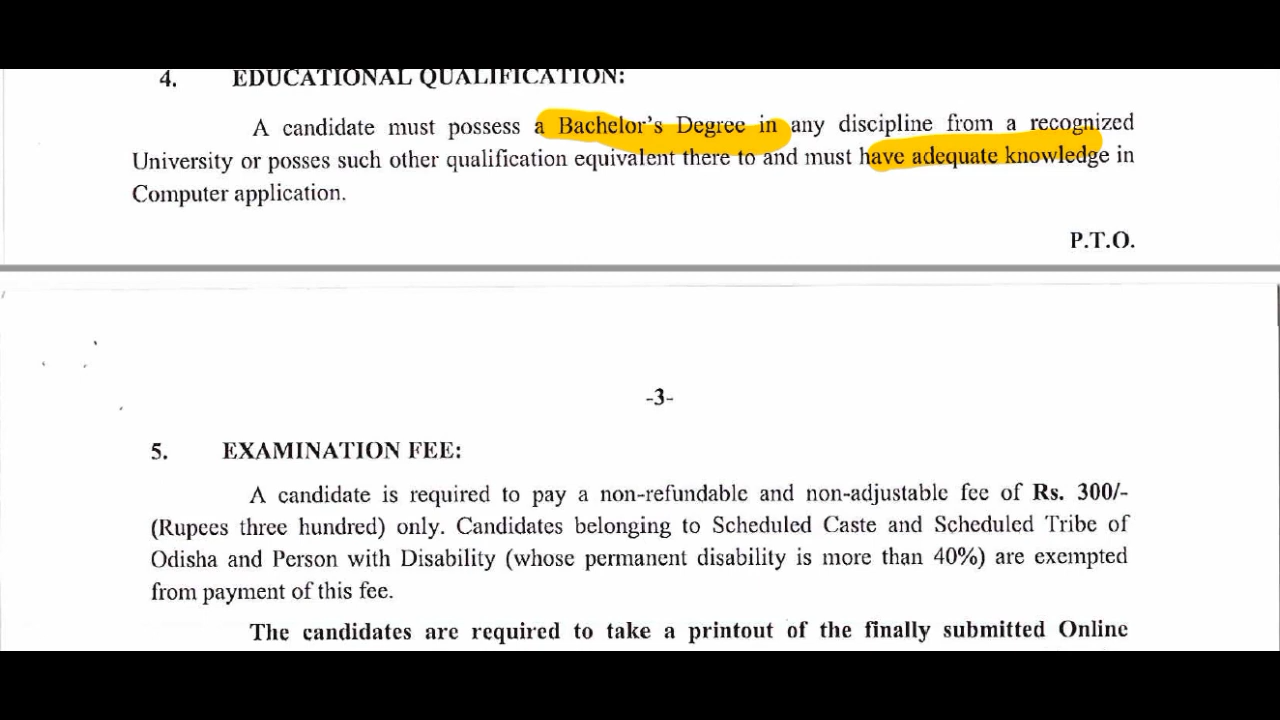 4. EDUCATIONAL QUALIFICATION:
A candidate must possess a Bachelor's Degree in any discipline from a recognized
University or posses such other qualification equivalent there to and must have adequate knowledge in
Computer application.
P.T.O.
-3-
5. EXAMINATION FEE:
A candidate is required to pay a non-refundable and non-adjustable fee of Rs. 300/-
(Rupees three hundred) only. Candidates belonging to Scheduled Caste and Scheduled Tribe of
Odisha and Person with Disability (whose permanent disability is more than 40%) are exempted
from payment of this fee.
The candidates are required to take a printout of the finally submitted Online